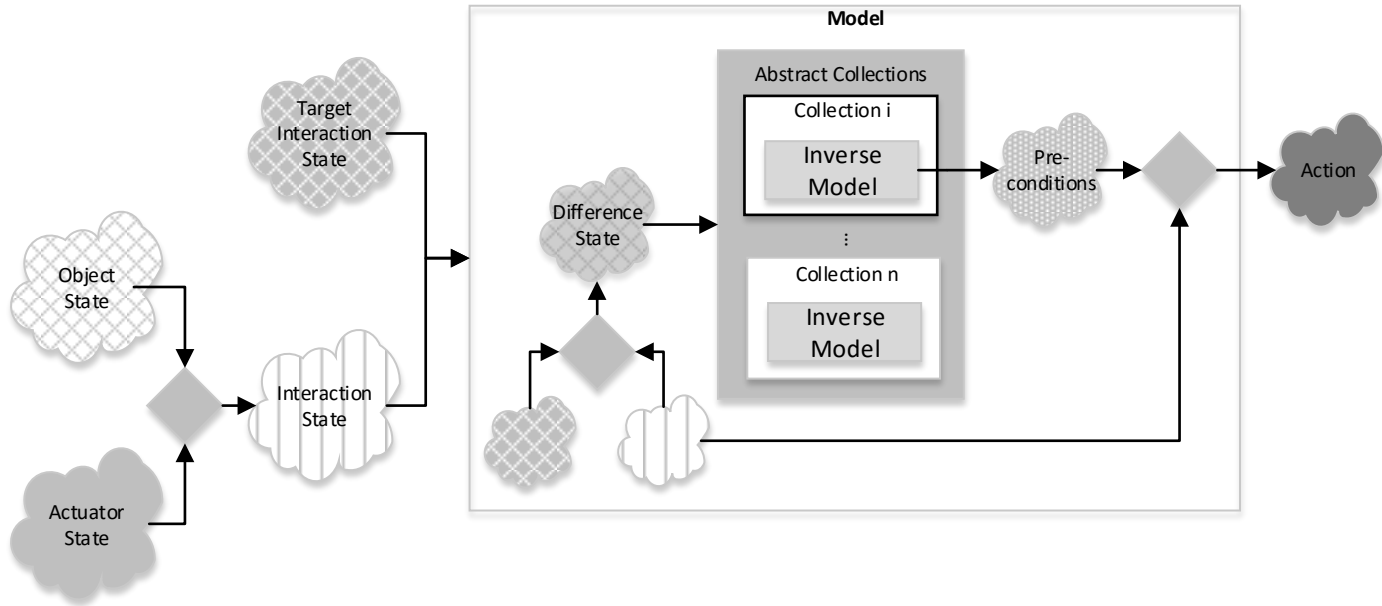 Model
Abstract Collections
Collection i
Inverse
Model
...
Collection n
Inverse
Model
Target
Interaction
State
Pre-
conditions
Action
Difference
State
Object
State
Interaction
State
Actuator
State